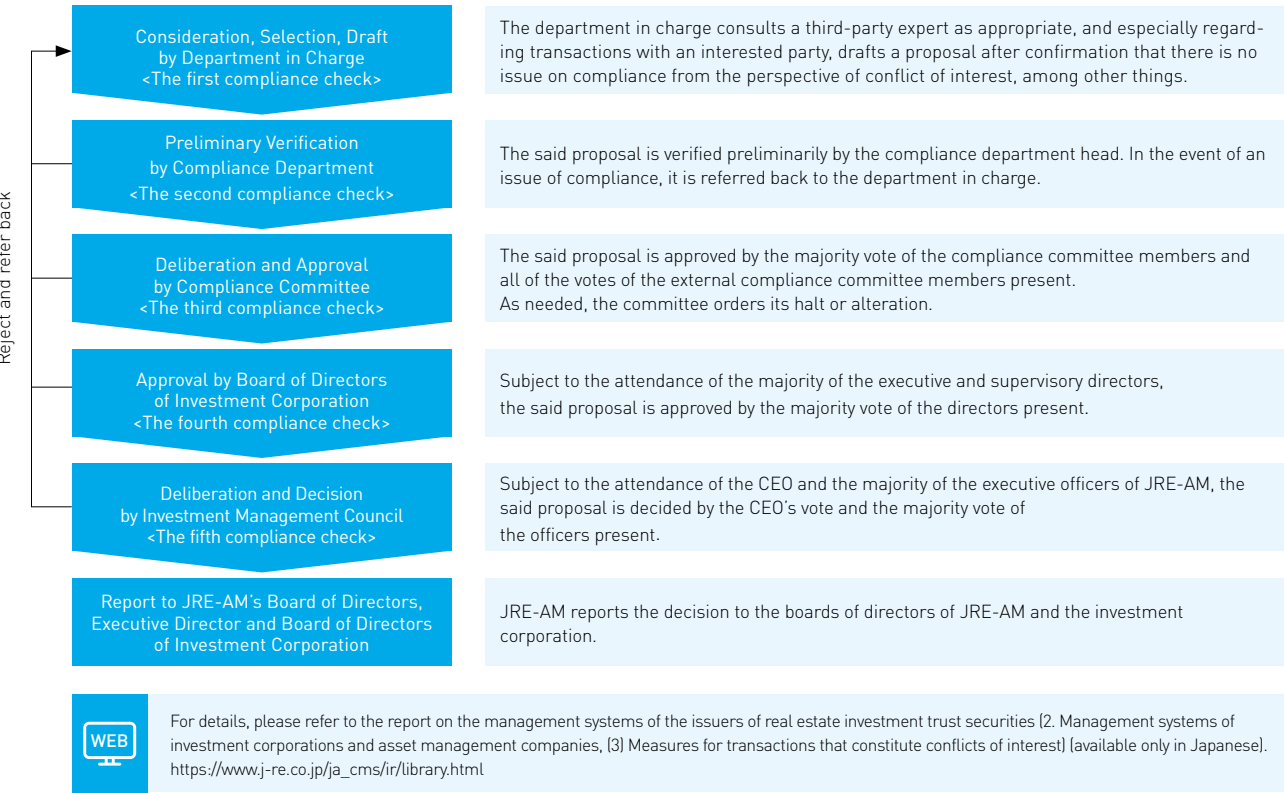 Reject and refer back
Consideration, Selection, Draft
by Department in Charge
<The first compliance check>
The department in charge consults a third-party expert as appropriate, and especially regard-
ing transactions with an interested party, drafts a proposal after confirmation that there is no
issue on compliance from the perspective of conflict of interest, among other things.
Preliminary Verification
by Compliance Department
<The second compliance check>
The said proposal is verified preliminarily by the compliance department head. In the event of an
issue of compliance, it is referred back to the department in charge.
Deliberation and Approval
by Compliance Committee
<The third compliance check>
The said proposal is approved by the majority vote of the compliance committee members and
all of the votes of the external compliance committee members present.
As needed, the committee orders its halt or alteration.
Approval by Board of Directors
of Investment Corporation
<The fourth compliance check>
Subject to the attendance of the majority of the executive and supervisory directors,
the said proposal is approved by the majority vote of the directors present.
Deliberation and Decision
by Investment Management Council
<The fifth compliance check>
Subject to the attendance of the CEO and the majority of the executive officers of JRE-AM, the
said proposal is decided by the CEO's vote and the majority vote of
the officers present.
Report to JRE-AM's Board of Directors,
Executive Director and Board of Directors
of Investment Corporation
JRE-AM reports the decision to the boards of directors of JRE-AM and the investment
corporation.
WEB
For details, please refer to the report on the management systems of the issuers of real estate investment trust securities (2. Management systems of
investment corporations and asset management companies, (3) Measures for transactions that constitute conflicts of interest) (available only in Japanese).
https://www.j-re.co.jp/ja_cms/ir/library.html